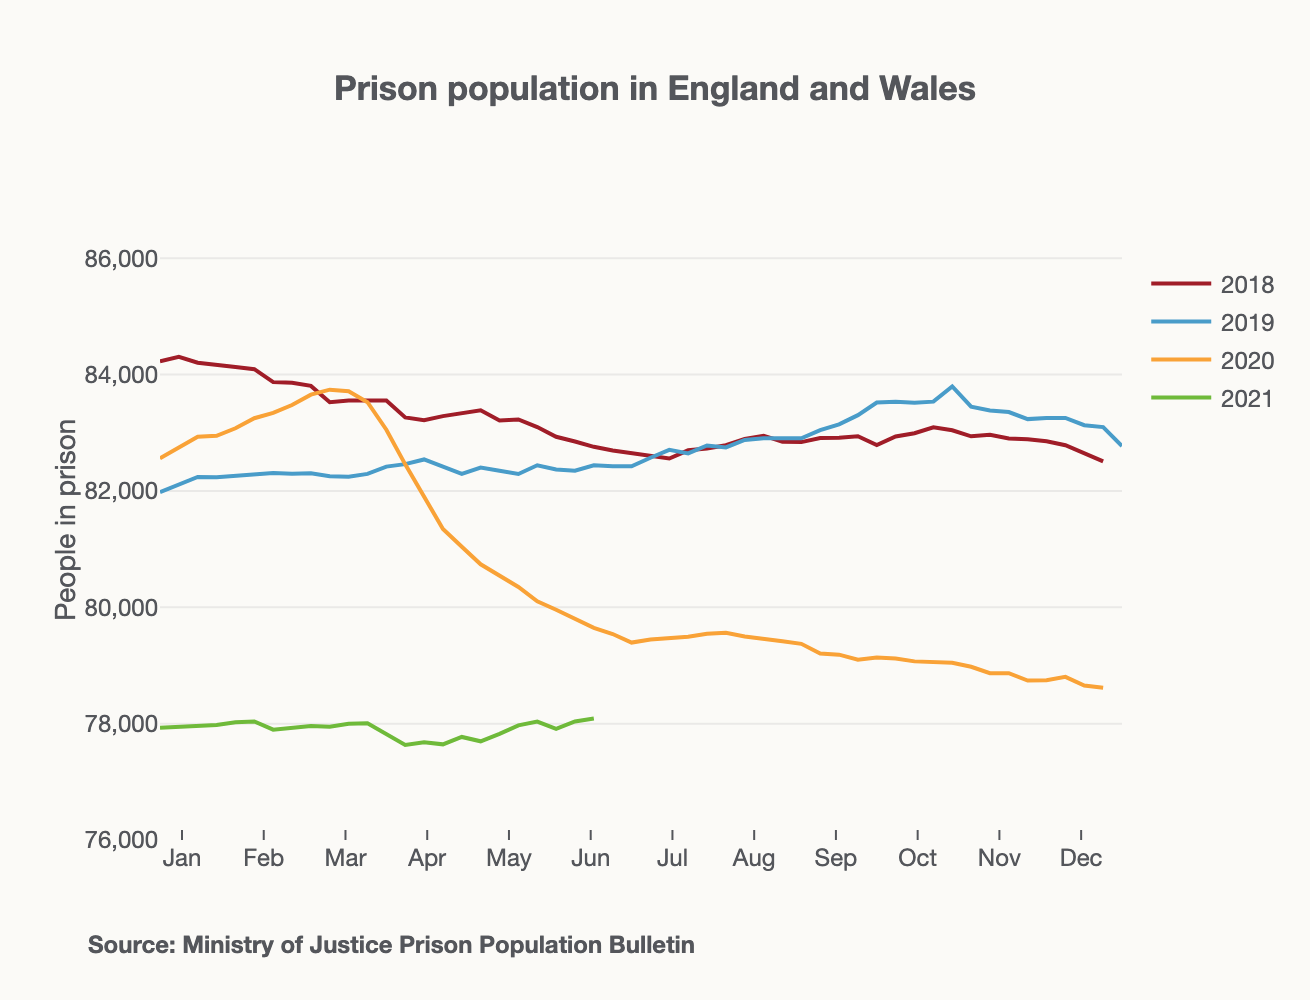 Prison population in England and Wales
86,000
84,000
82,000
80,000
78,000
76,000
People in prison
Jan Feb Mar Apr May Jun Jul Aug Sep Oct Nov Dec
2018
2019
2020
2021
Source: Ministry of Justice Prison Population Bulletin